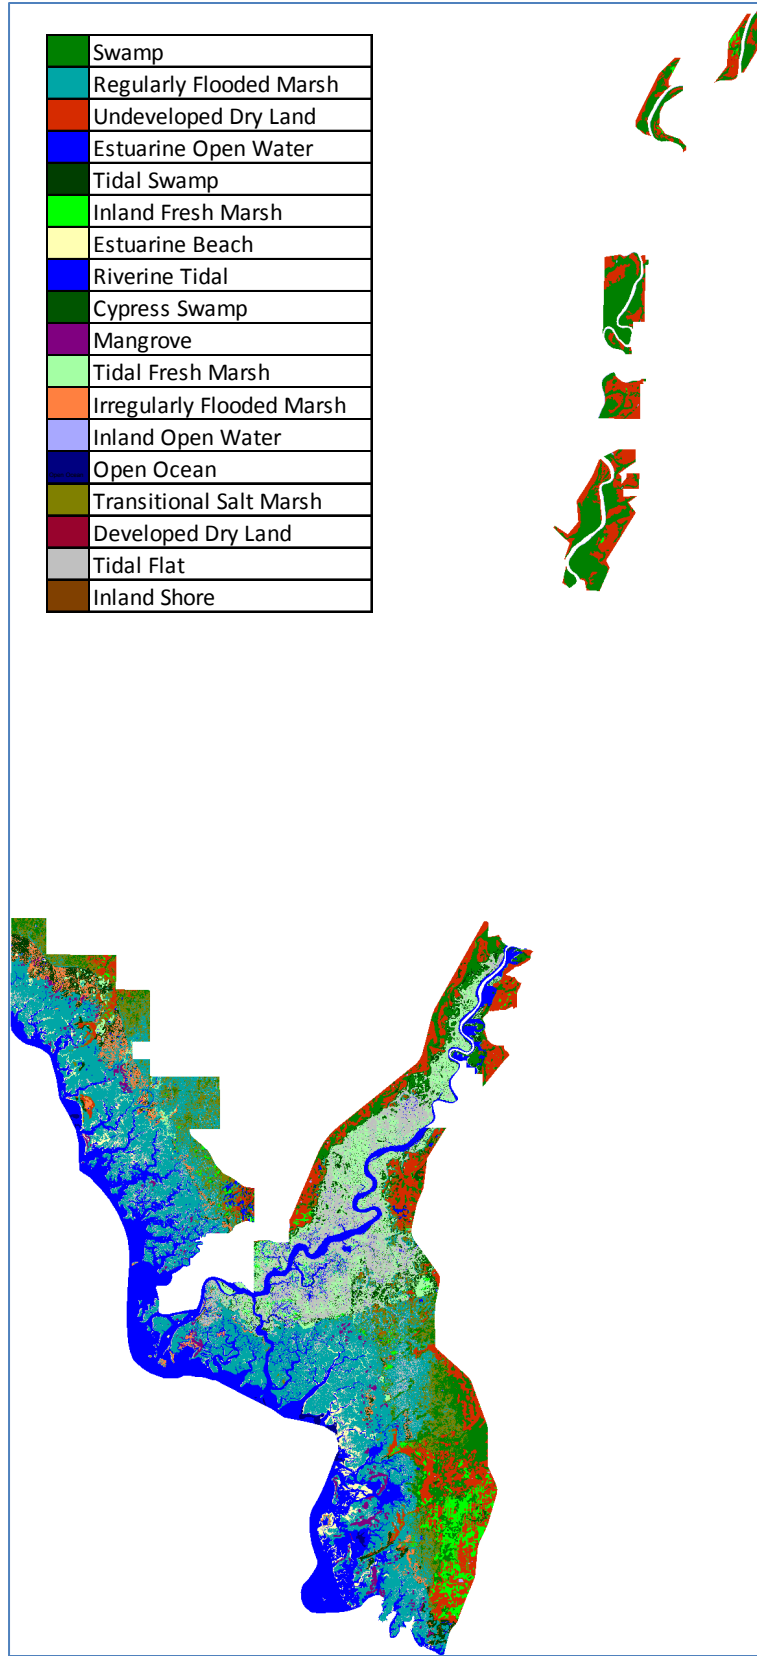 Swamp
Regularly Flooded Marsh
Undeveloped Dry Land
Estuarine Open Water
Tidal Swamp
Inland Fresh Marsh
Estuarine Beach
Riverine Tidal
Cypress Swamp
Mangrove
Tidal Fresh Marsh
Irregularly Flooded Marsh
Inland Open Water
Open Ocean
Transitional Salt Marsh
Developed Dry Land
Tidal Flat
Inland Shore